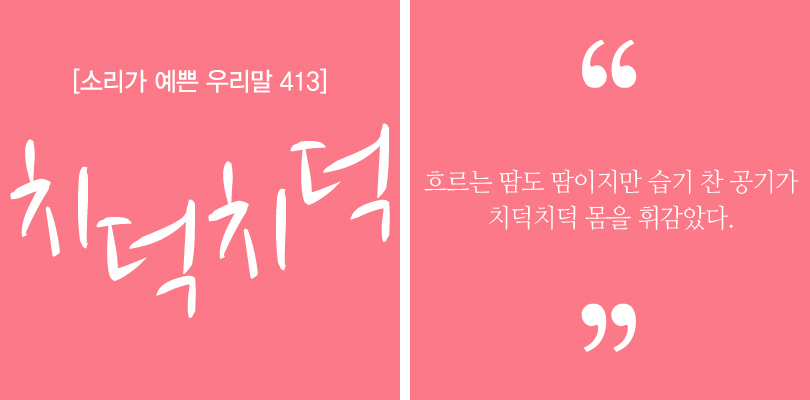 [소리가 예쁜 우리말 413]
치덕치덕
“
흐르는 땀도 땀이지만 습기 찬 공기가
치덕치덕 몸을 휘감았다.
”